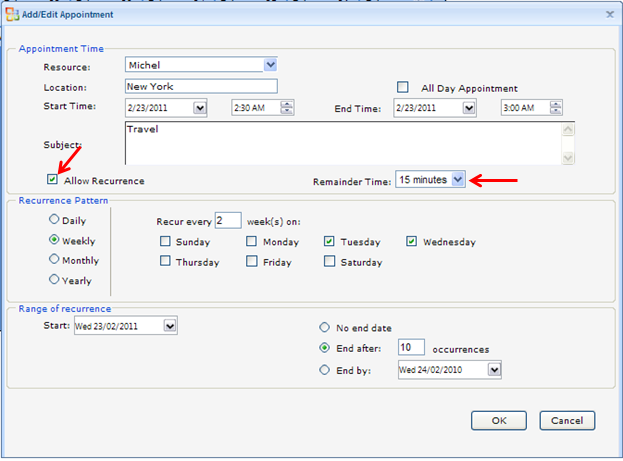 Add/Edit Appointment
Appointment Time
Resource: Michel
Location: New York All Day Appointment
Start Time: 2/23/2011 2:30 AM End Time: 2/23/2011 3:00 AM
Travel
Subject:
Allow Recurrence Remainder Time: 15 minutes
Recurrence Pattern
Daily Recur every 2 week(s) on:
Weekly Sunday Monday Tuesday Wednesday
Monthly Thursday Friday Saturday
Yearly
Range of recurrence
Start: Wed 23/02/2011 No end date
End after: 10 occurrences
End by: Wed 24/02/2010
OK Cancel